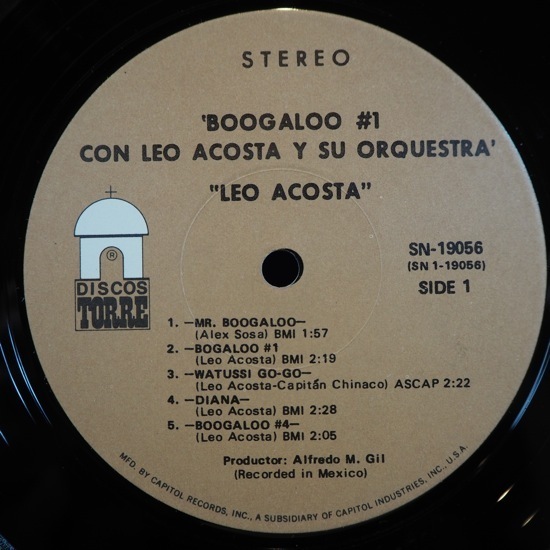 STEREO
'BOOGALOO #1
CON LEO ACOSTA Y SU ORQUESTRA'
"LEO ACOSTA"
®
DISCOS
TORRE
SN-19056
(SN 1-19056)
SIDE 1
1. —MR. BOOGALOO—
(Alex Sosa) BMI 1:57
2. —BOGALOO #1
(Leo Acosta) BMI 2:19
3. —WATUSSI GO-GO—
(Leo Acosta-Capitán Chinaco) ASCAP 2:22
4. —DIANA—
(Leo Acosta) BMI 2:28
5. —BOOGALOO #4—
(Leo Acosta) BMI 2:05
Productor: Alfredo M. Gil
(Recorded in Mexico)
MFD. BY CAPITOL RECORDS, INC., A SUBSIDIARY OF CAPITOL INDUSTRIES, INC., U.S.A.